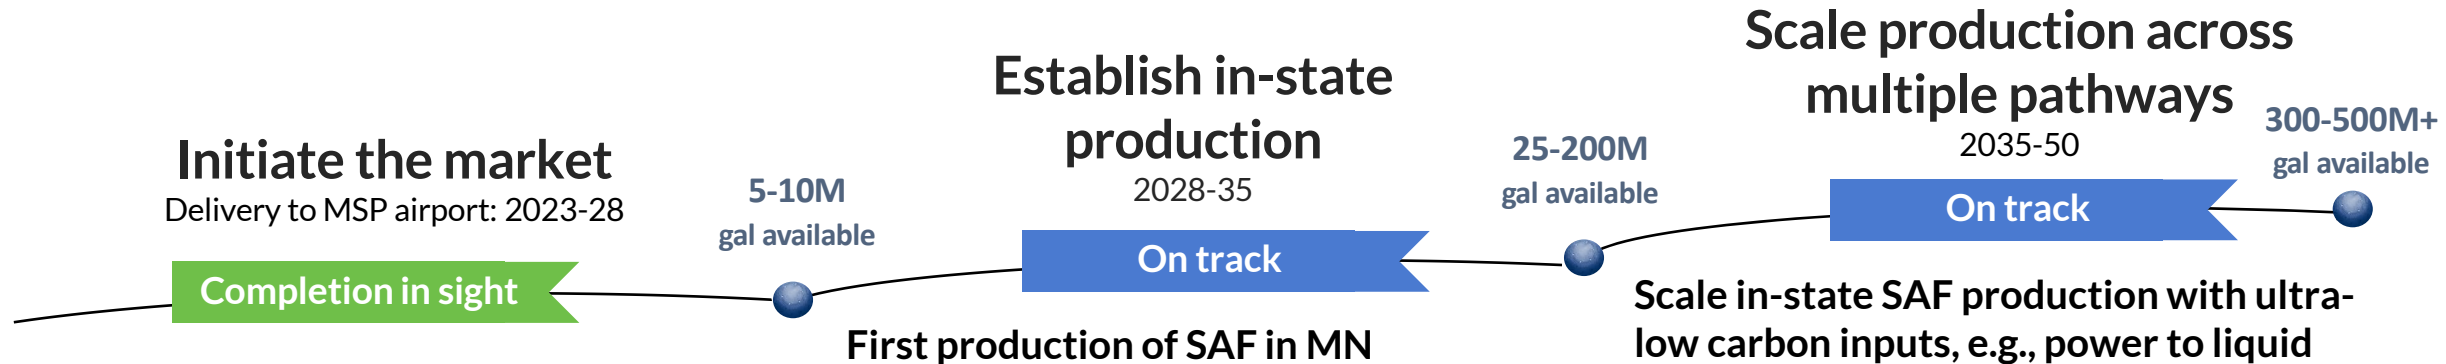 Initiate the market
Delivery to MSP airport: 2023-28
Completion in sight
5-10M
gal available
Establish in-state
production
2028-35
On track
First production of SAF in MN
25-200M
gal available
Scale production across
multiple pathways
2035-50
On track
Scale in-state SAF production with ultra-
low carbon inputs, e.g., power to liquid
300-500M+
gal available